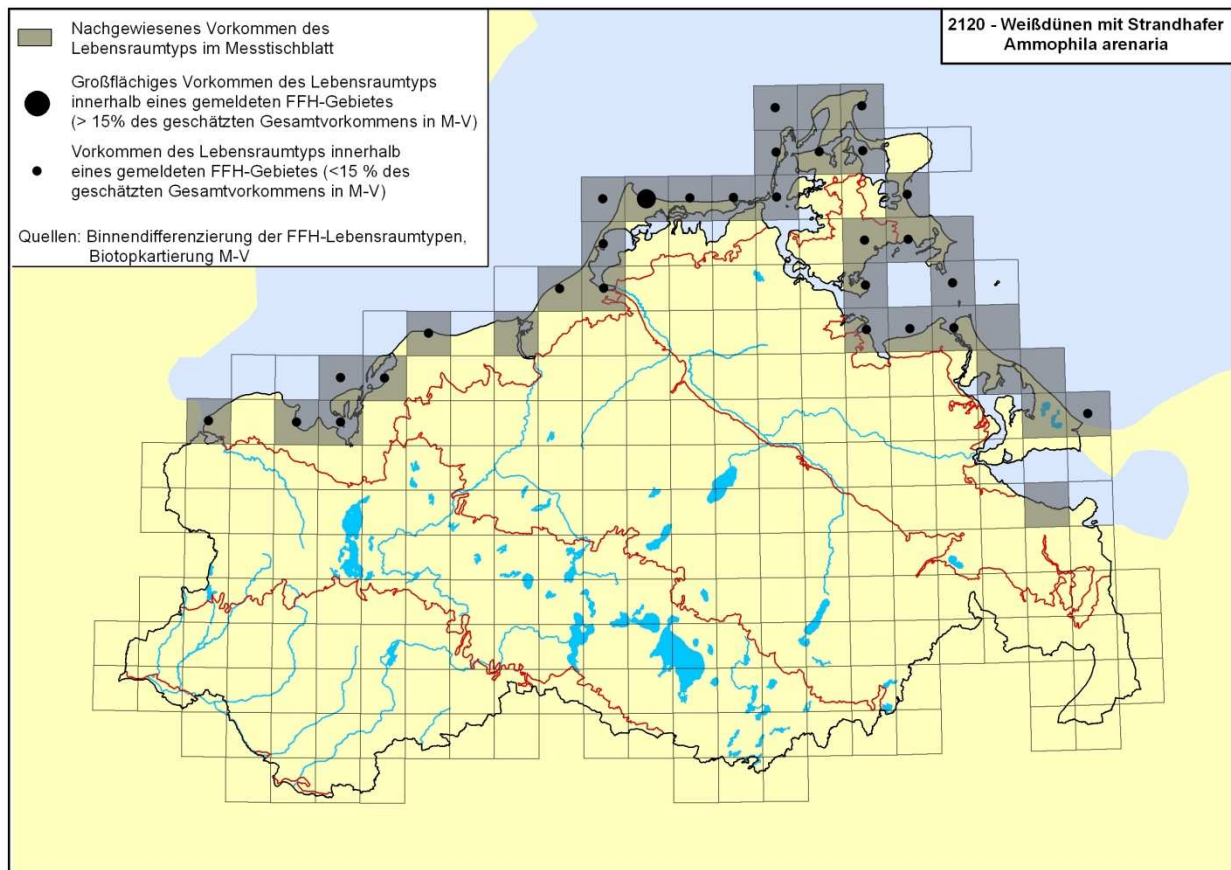 Nachgewiesenes Vorkommen des
Lebensraumtyps im Messtischblatt
Großflächiges Vorkommen des Lebensraumtyps
innerhalb eines gemeldeten FFH-Gebietes
(> 15% des geschätzten Gesamtvorkommens in M-V)
Vorkommen des Lebensraumtyps innerhalb
eines gemeldeten FFH-Gebietes (<15 % des
geschätzten Gesamtvorkommens in M-V)
Quellen: Binnendifferenzierung der FFH-Lebensraumtypen,
Biotopkartierung M-V
2120 - Weißdünen mit Strandhafer
Ammophila arenaria